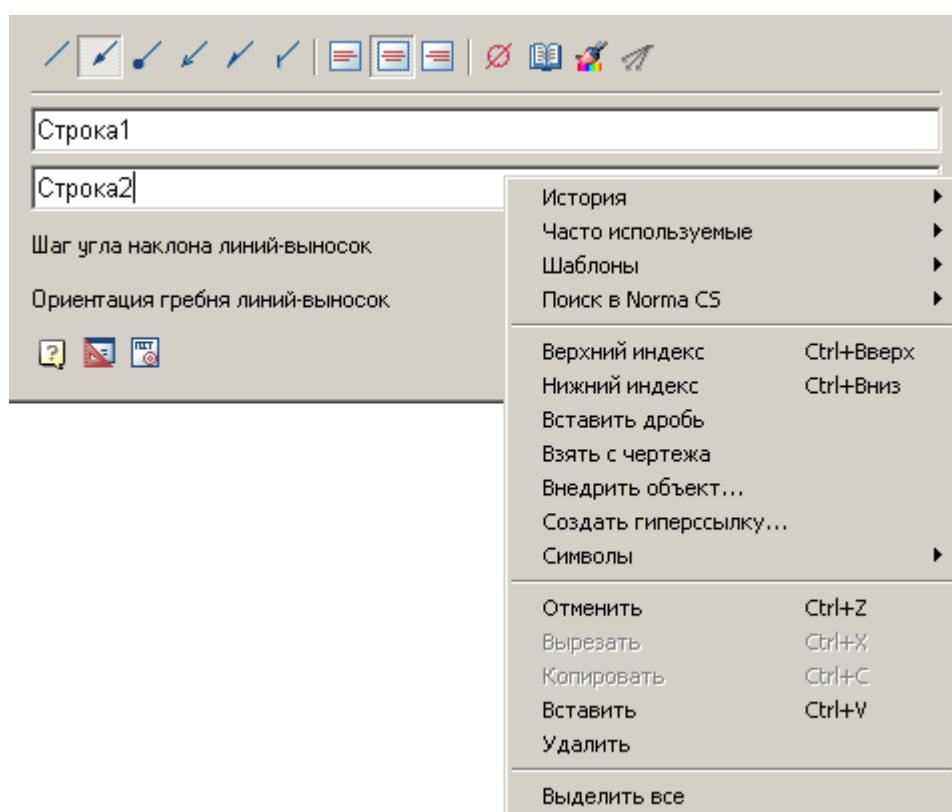 Строка1
Строка2
Шаг угла наклона линий-выносок
Ориентация гребня линий-выносок
История
Часто используемые
Шаблоны
Поиск в Norma CS
Верхний индекс Ctrl+Вверх
Нижний индекс Ctrl+Вниз
Вставить дробь
Взять с чертежа
Внедрить объект...
Создать гиперссылку...
Символы
Отменить Ctrl+Z
Вырезать Ctrl+X
Копировать Ctrl+C
Вставить Ctrl+V
Удалить
Выделить все